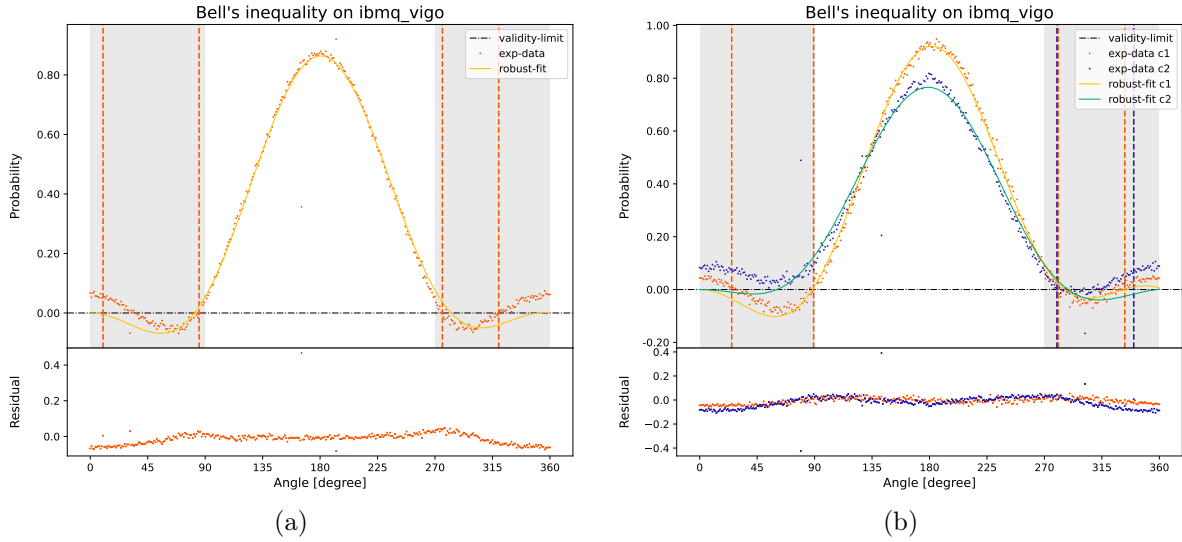 Bell's inequality on ibmq_vigo
validity-limit
exp-data
robust-fit
Probability
0.80
0.60
0.40
0.20
0.00
Residual
0.4
0.2
0.0
0 45 90 135 180 225 270 315 360
Angle [degree]
(a)
Bell's inequality on ibmq_vigo
validity-limit
exp-data c1
exp-data c2
robust-fit c1
robust-fit c2
Probability
1.00
0.80
0.60
0.40
0.20
0.00
-0.20
Residual
0.4
0.2
0.0
−0.2
−0.4
0 45 90 135 180 225 270 315 360
Angle [degree]
(b)